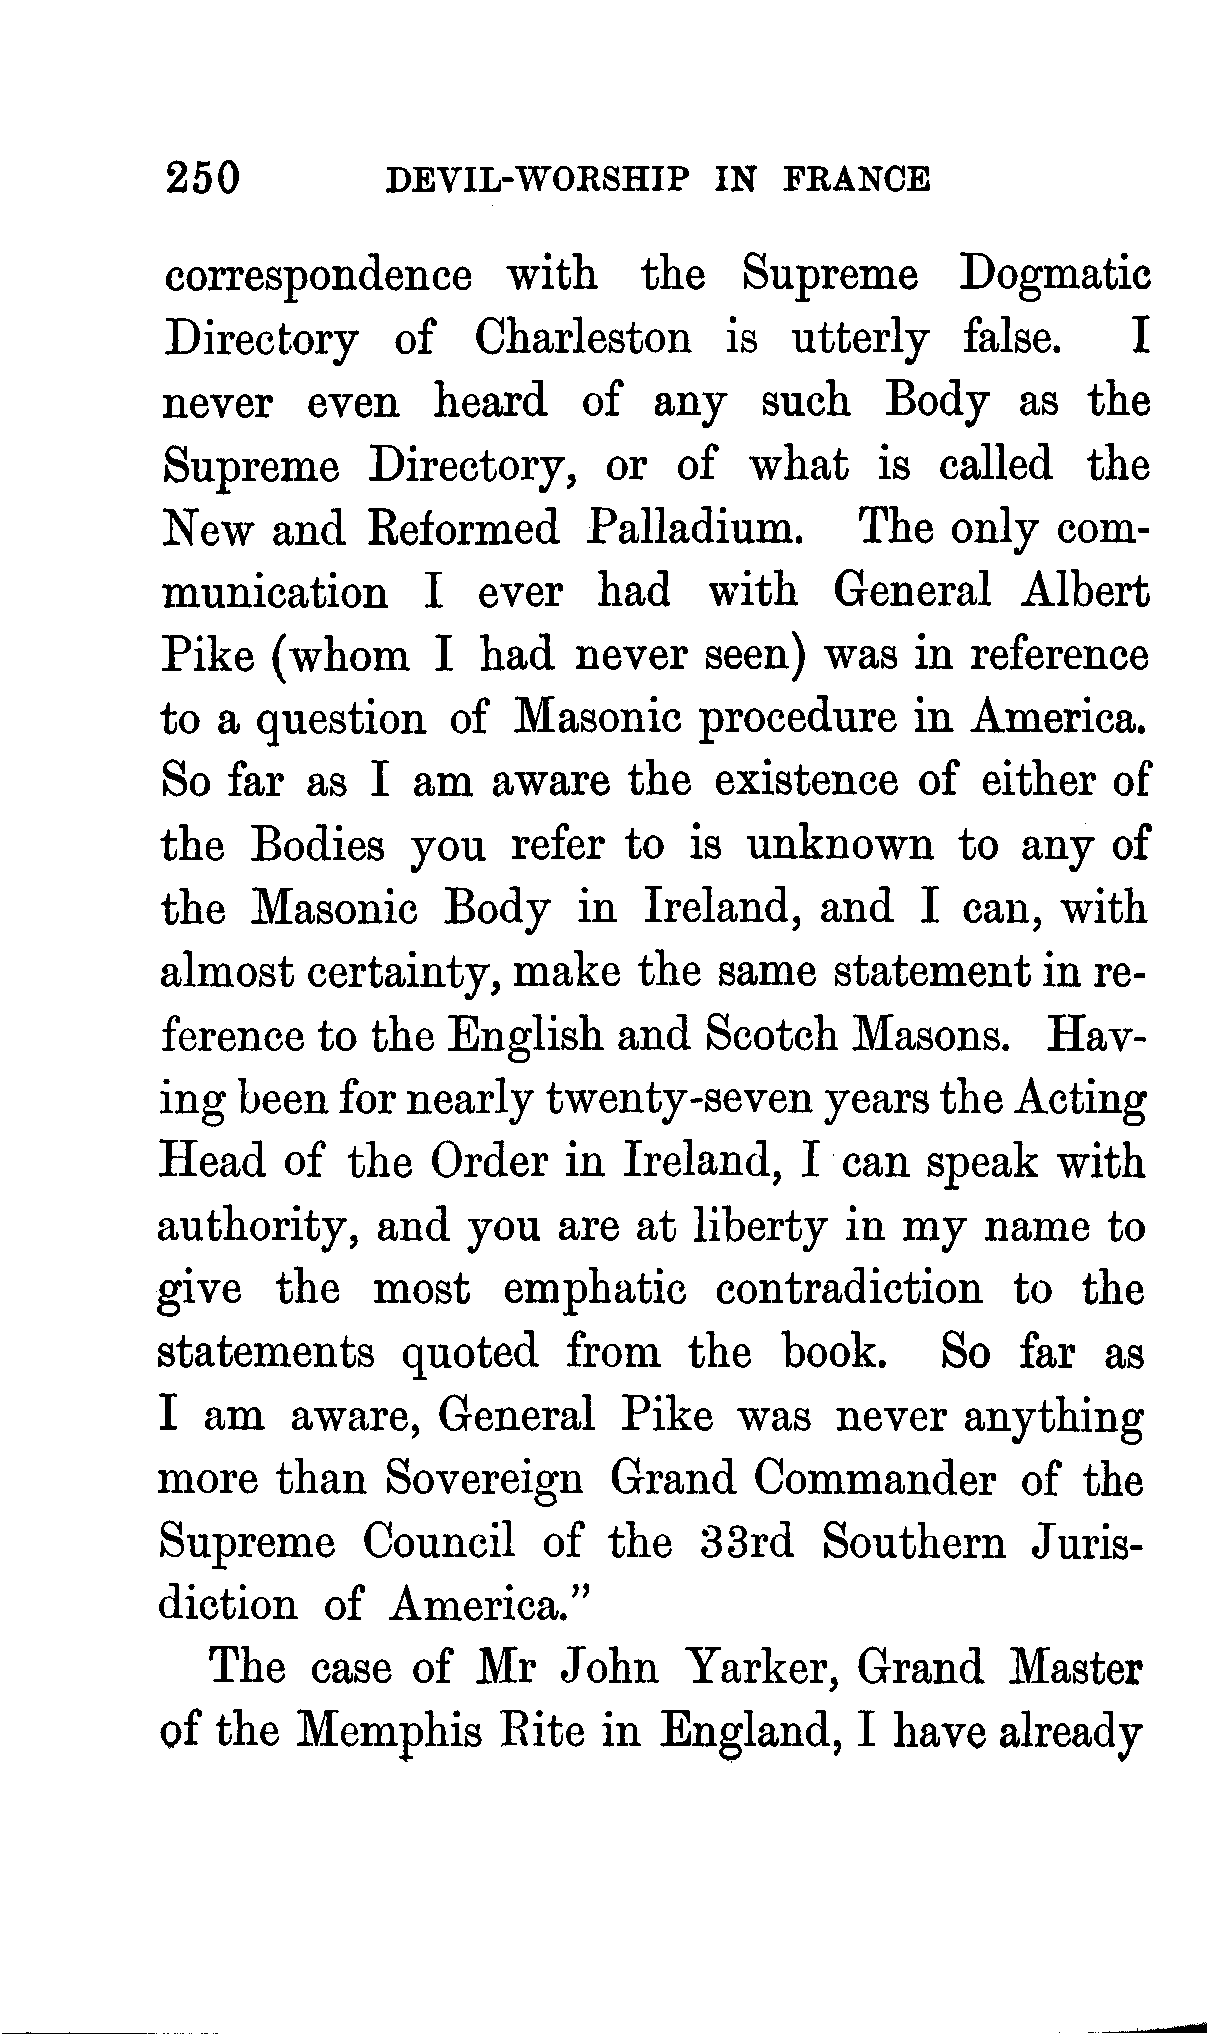 250 DEVIL-WORSHIP IN FRANCE
correspondence with the Supreme Dogmatic
Directory of Charleston is utterly false. I
never even heard of any such Body as the
Supreme Directory, or of what is called the
New and Reformed Palladium. The only com-
munication I ever had with General Albert
Pike (whom I had never seen) was in reference
to a question of Masonic procedure in America.
So far as I am aware the existence of either of
the Bodies you refer to is unknown to any of
the Masonic Body in Ireland, and I can, with
almost certainty, make the same statement in re-
ference to the English and Scotch Masons. Hav-
ing been for nearly twenty-seven years the Acting
Head of the Order in Ireland, I can speak with
authority, and you are at liberty in my name to
give the most emphatic contradiction to the
statements quoted from the book. So far as
I am aware, General Pike was never anything
more than Sovereign Grand Commander of the
Supreme Council of the 33rd Southern Juris-
diction of America.”
The case of Mr John Yarker, Grand Master
of the Memphis Rite in England, I have already